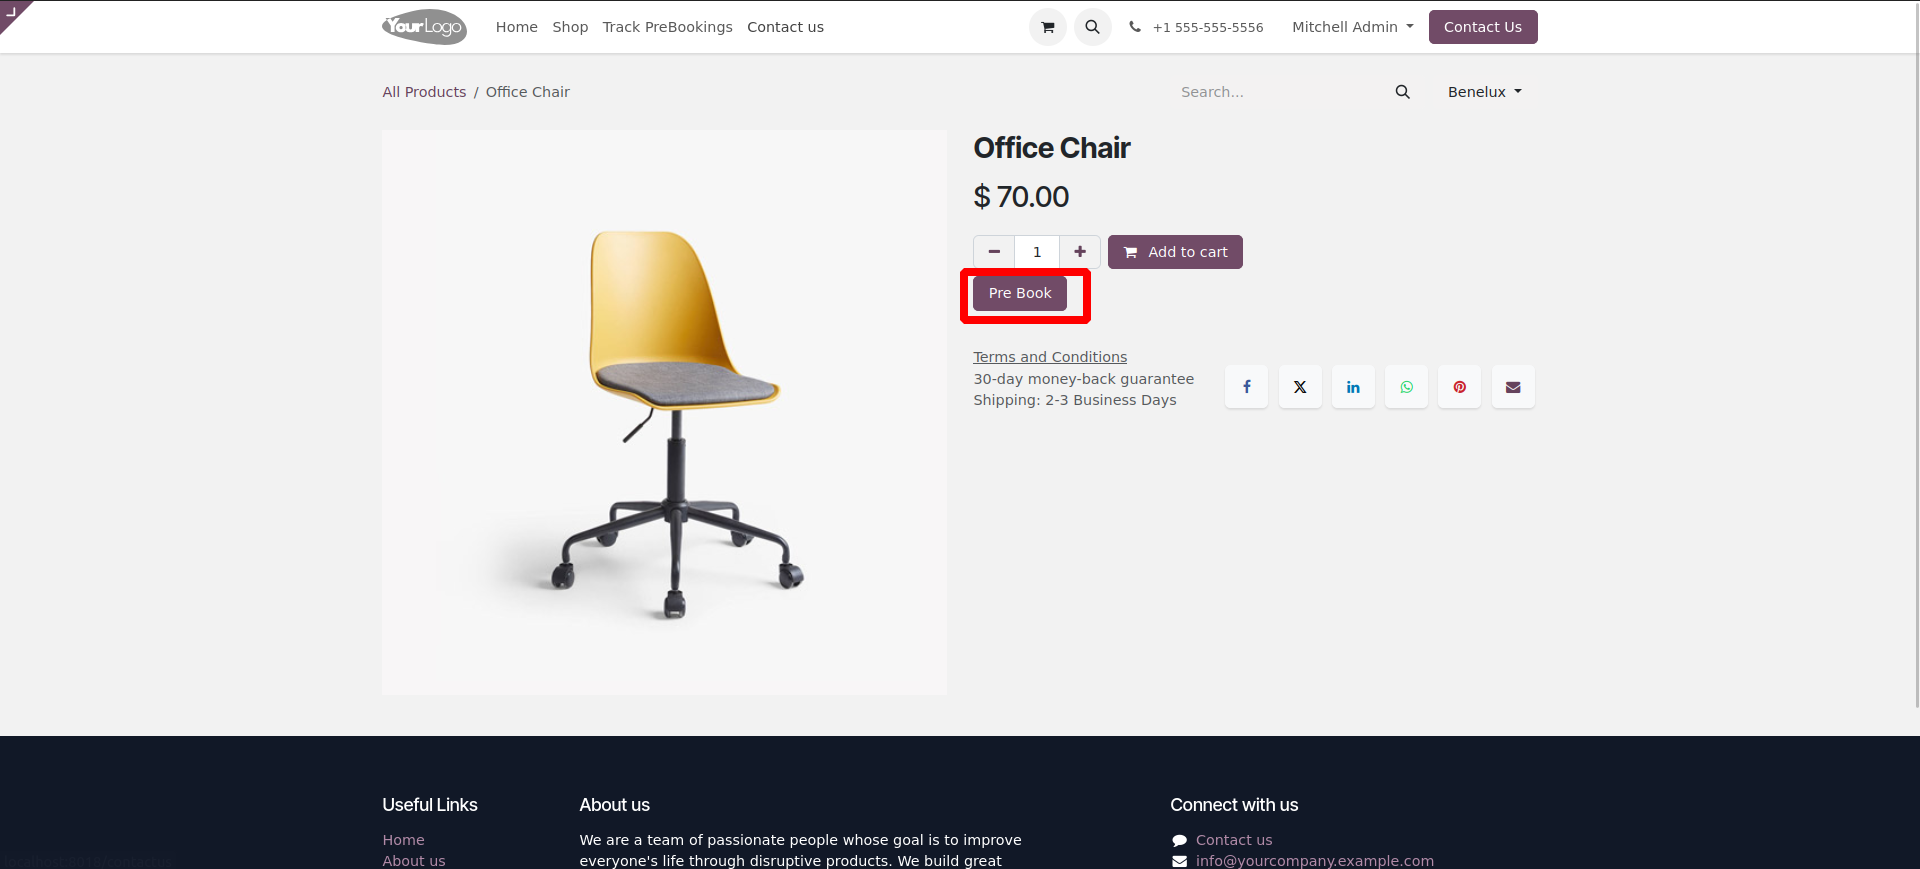 YourLogo
Home Shop Track PreBookings Contact us
+1 555-555-5556
Mitchell Admin
Contact Us
All Products / Office Chair
Search...
Benelux
Office Chair
$ 70.00
1
Add to cart
Pre Book
Terms and Conditions
30-day money-back guarantee
Shipping: 2-3 Business Days
Useful Links
Home
About us
About us
We are a team of passionate people whose goal is to improve
everyone's life through disruptive products. We build great
Connect with us
Contact us
info@yourcompany.example.com